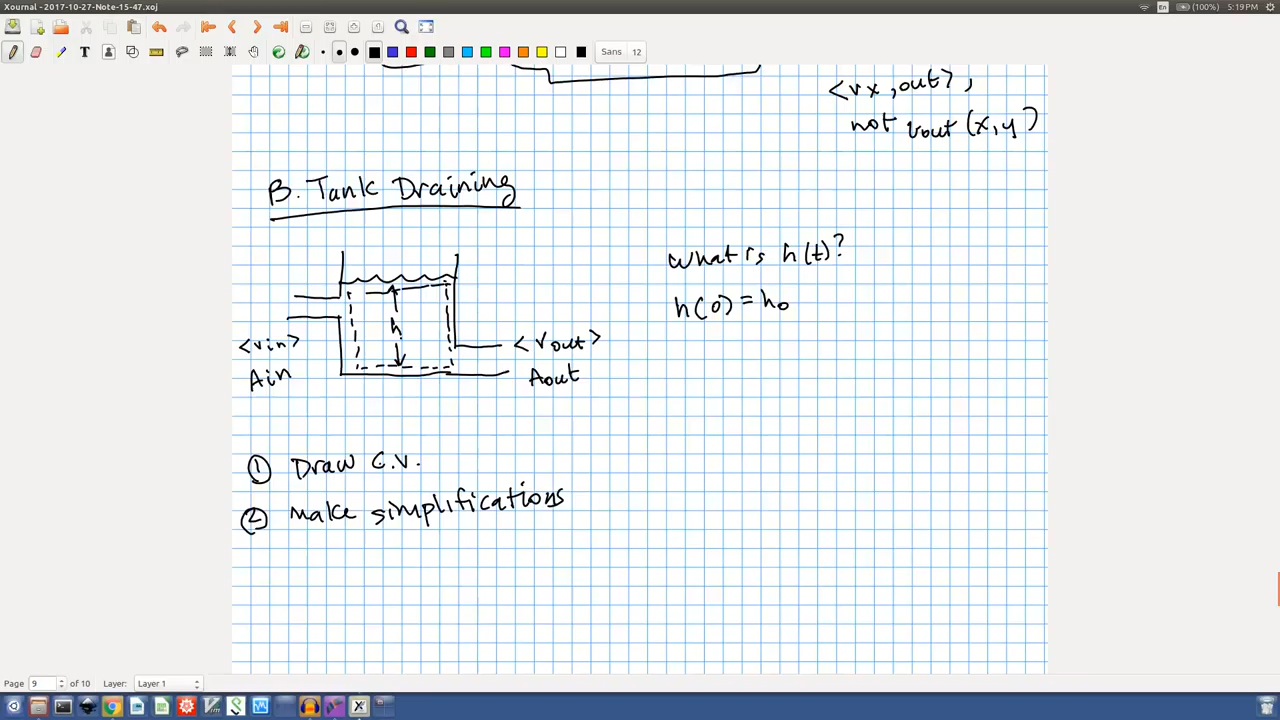 Xournal - 2017-10-27-Note-15-47.xoj
En
(100%)
5:19 PM
Sans 12
<vx, out>,
not vout (x,y)
B. Tank Draining
What is h(t)?
h(0) = h0
h
<vin>
Ain
<vout>
Aout
① Draw C.V.
② Make simplifications
Page 9 of 10 Layer: Layer 1